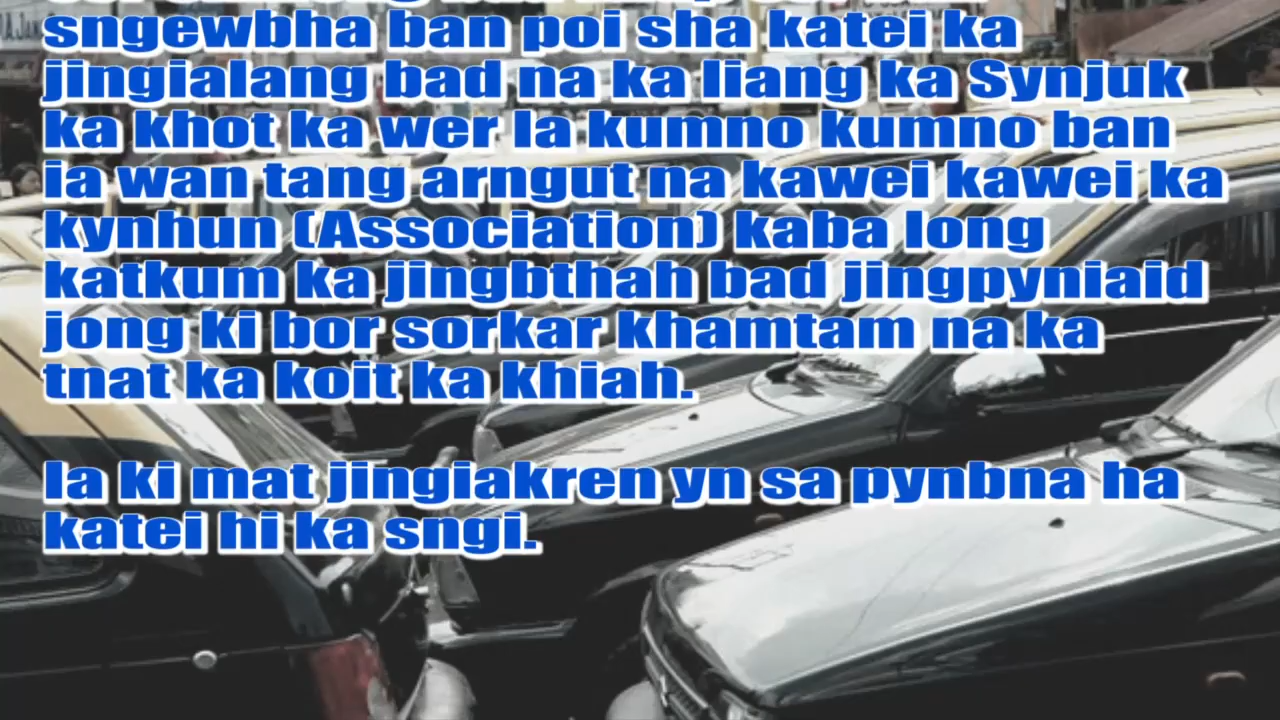 sngewbha ban poi sha katei ka
jingialang bad na ka liang ka Synjuk
ka khot ka wer la kumno kumno ban
ia wan tang arngut na kawei kawei ka
kynhun (Association) kaba long
katkum ka jingbthah bad jingpyniaid
jong ki bor sorkar khamtam na ka
tnat ka koit ka khiah.
Ia ki mat jingiakren yn sa pynbna ha
katei hi ka sngi.